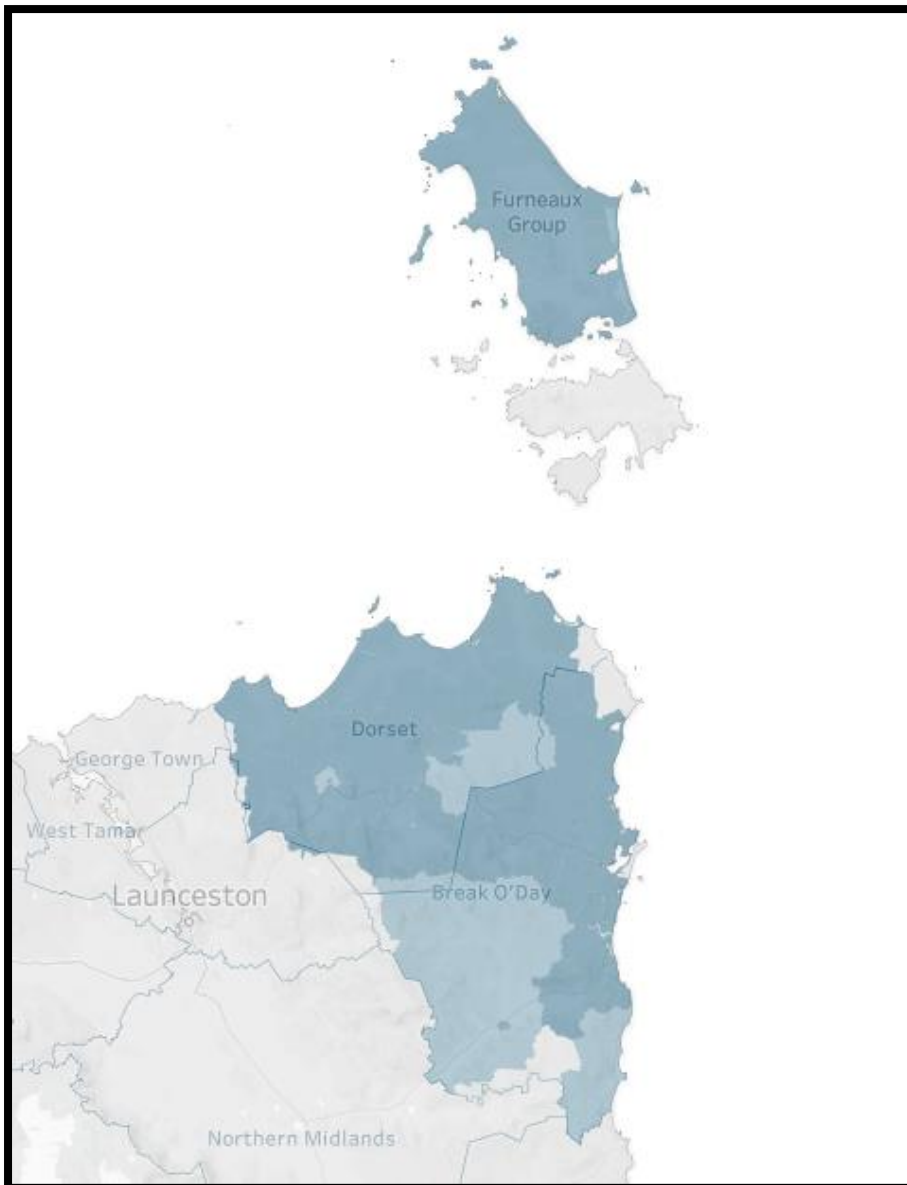 Furneaux
Group
Dorset
George Town
West Tamar
Launceston
Break O'Day
Northern Midlands